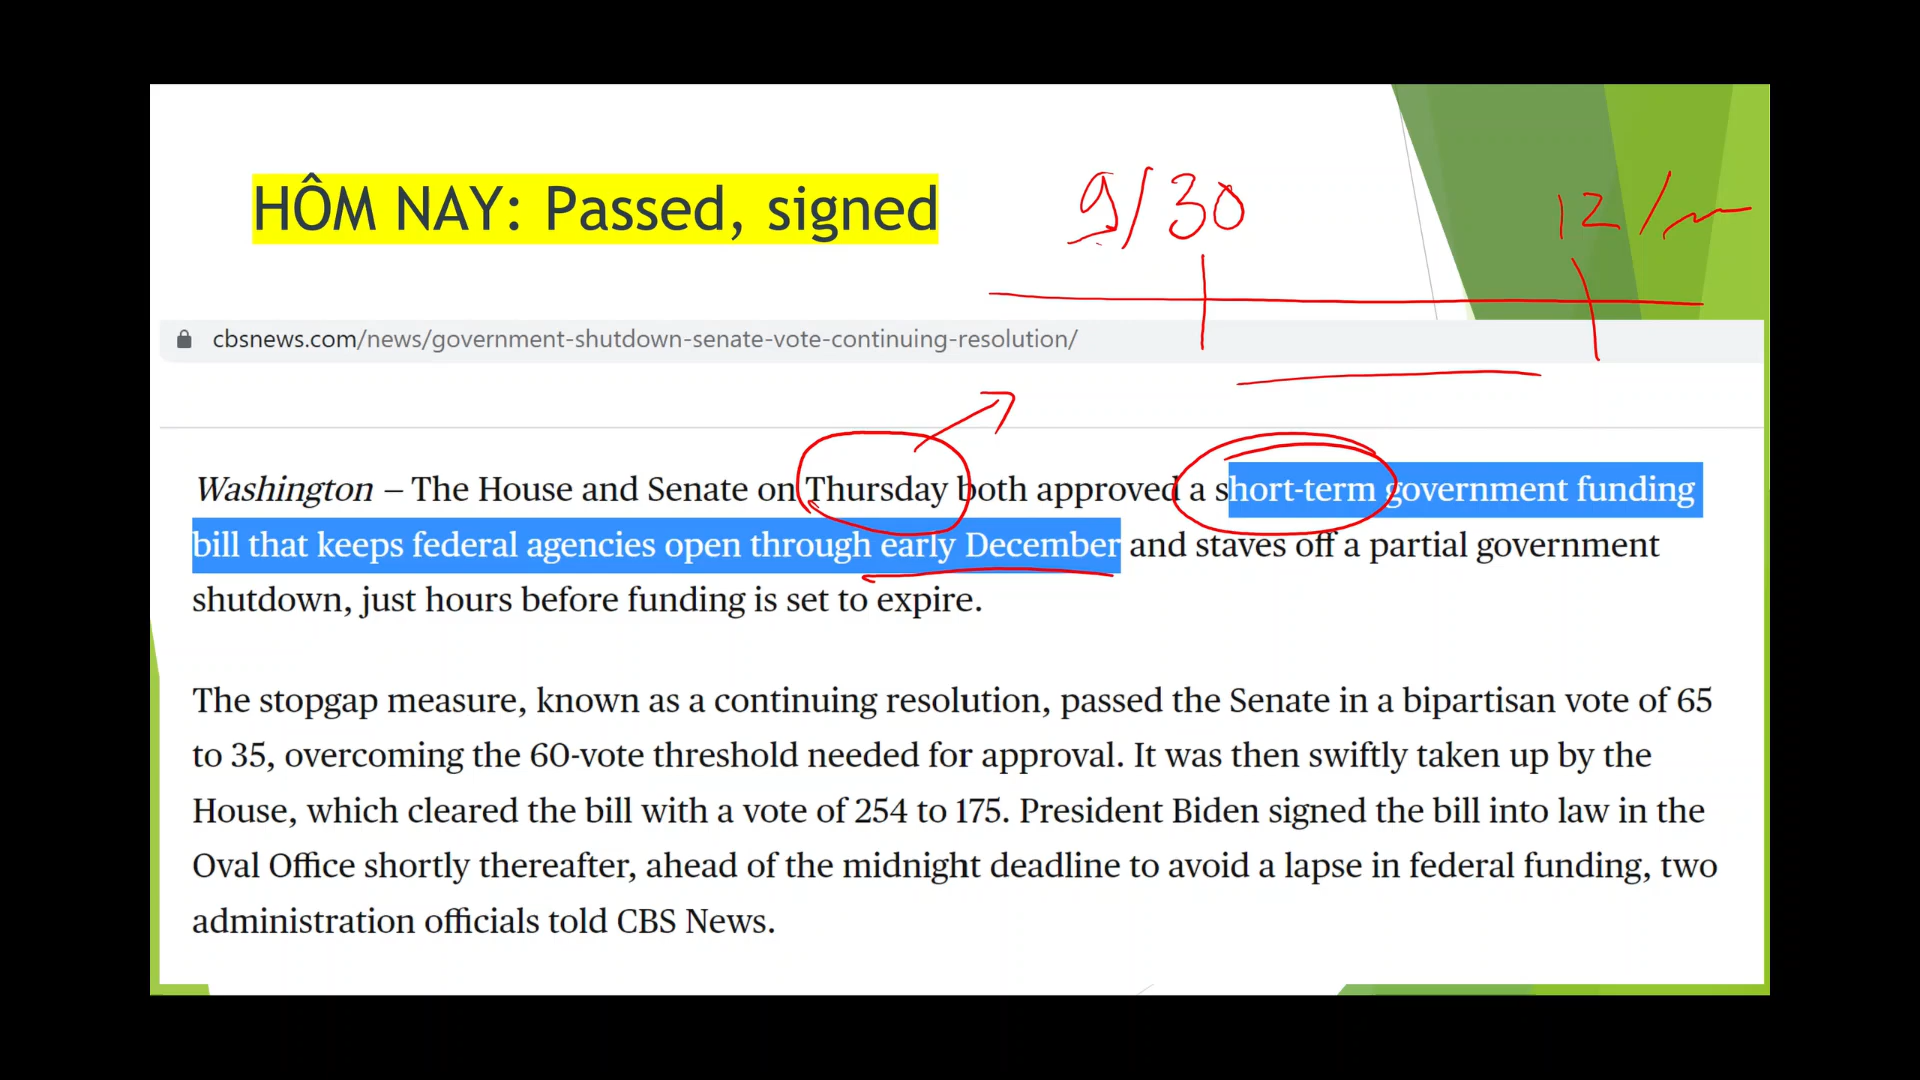 HÔM NAY: Passed, signed
9/30
12/
cbsnews.com/news/government-shutdown-senate-vote-continuing-resolution/
Washington – The House and Senate on Thursday both approved a short-term government funding
bill that keeps federal agencies open through early December and staves off a partial government
shutdown, just hours before funding is set to expire.
The stopgap measure, known as a continuing resolution, passed the Senate in a bipartisan vote of 65
to 35, overcoming the 60-vote threshold needed for approval. It was then swiftly taken up by the
House, which cleared the bill with a vote of 254 to 175. President Biden signed the bill into law in the
Oval Office shortly thereafter, ahead of the midnight deadline to avoid a lapse in federal funding, two
administration officials told CBS News.